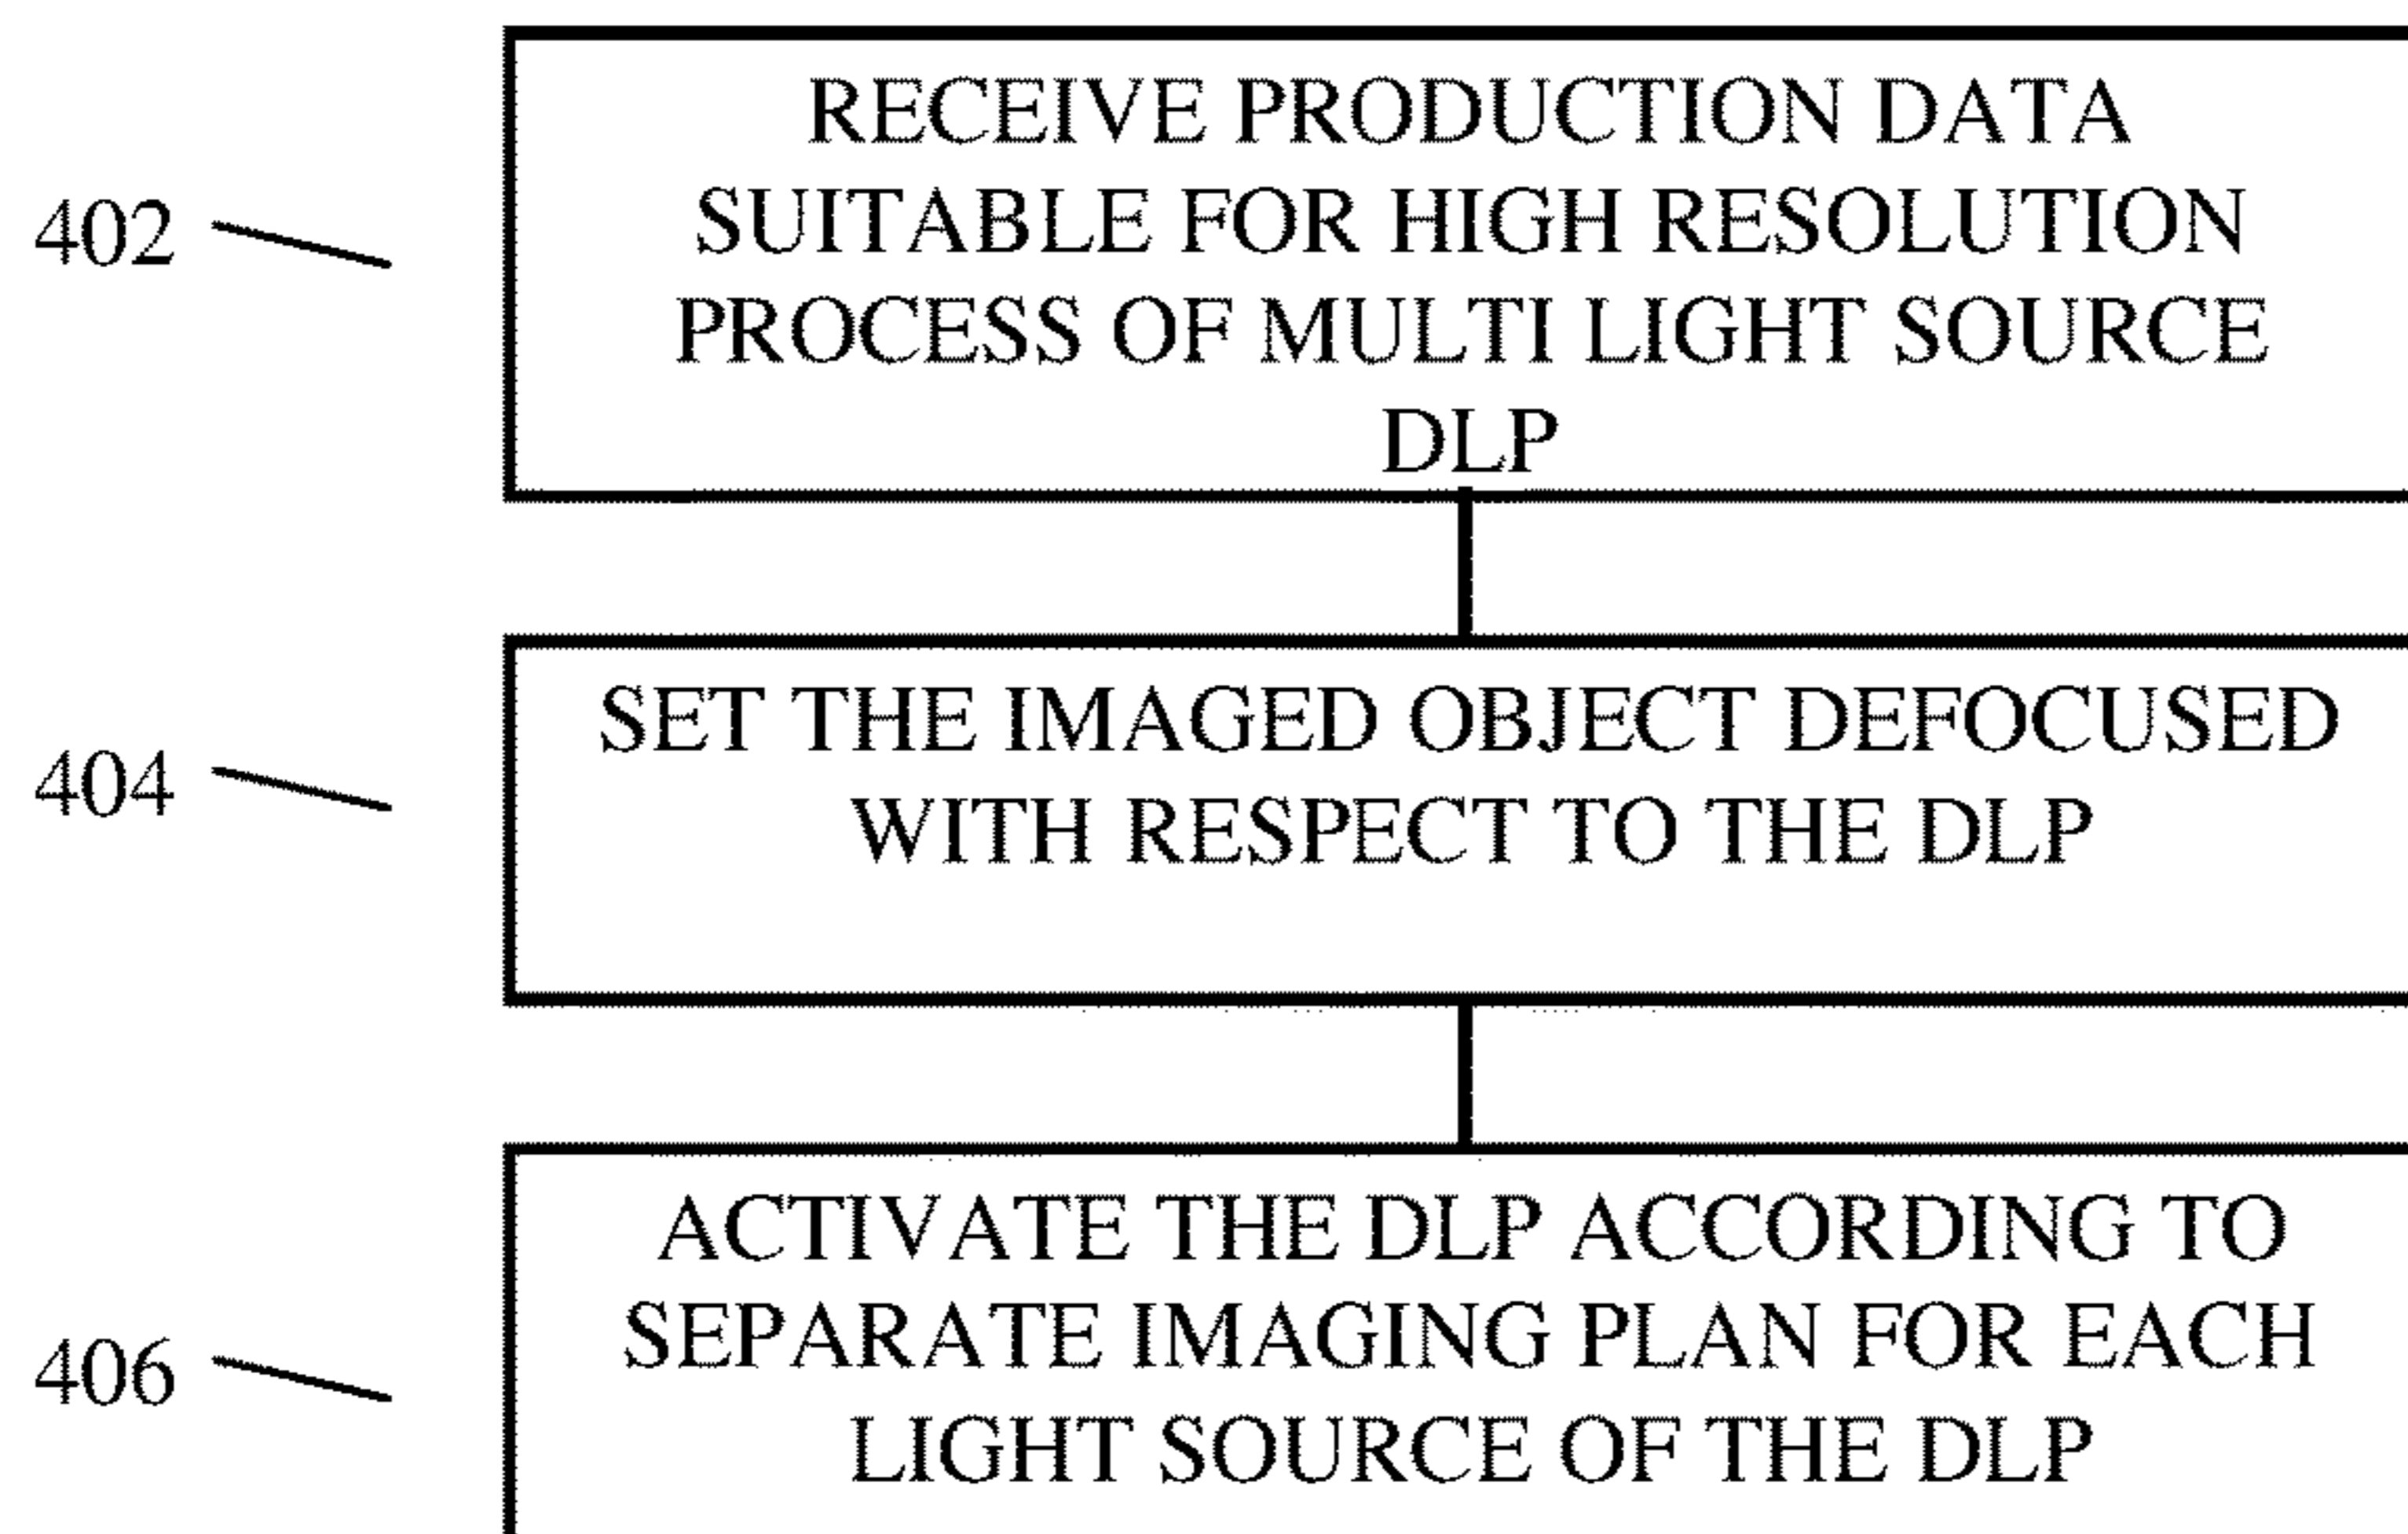 402
RECEIVE PRODUCTION DATA
SUITABLE FOR HIGH RESOLUTION
PROCESS OF MULTI LIGHT SOURCE
DLP
404
SET THE IMAGED OBJECT DEFOCUSED
WITH RESPECT TO THE DLP
406
ACTIVATE THE DLP ACCORDING TO
SEPARATE IMAGING PLAN FOR EACH
LIGHT SOURCE OF THE DLP